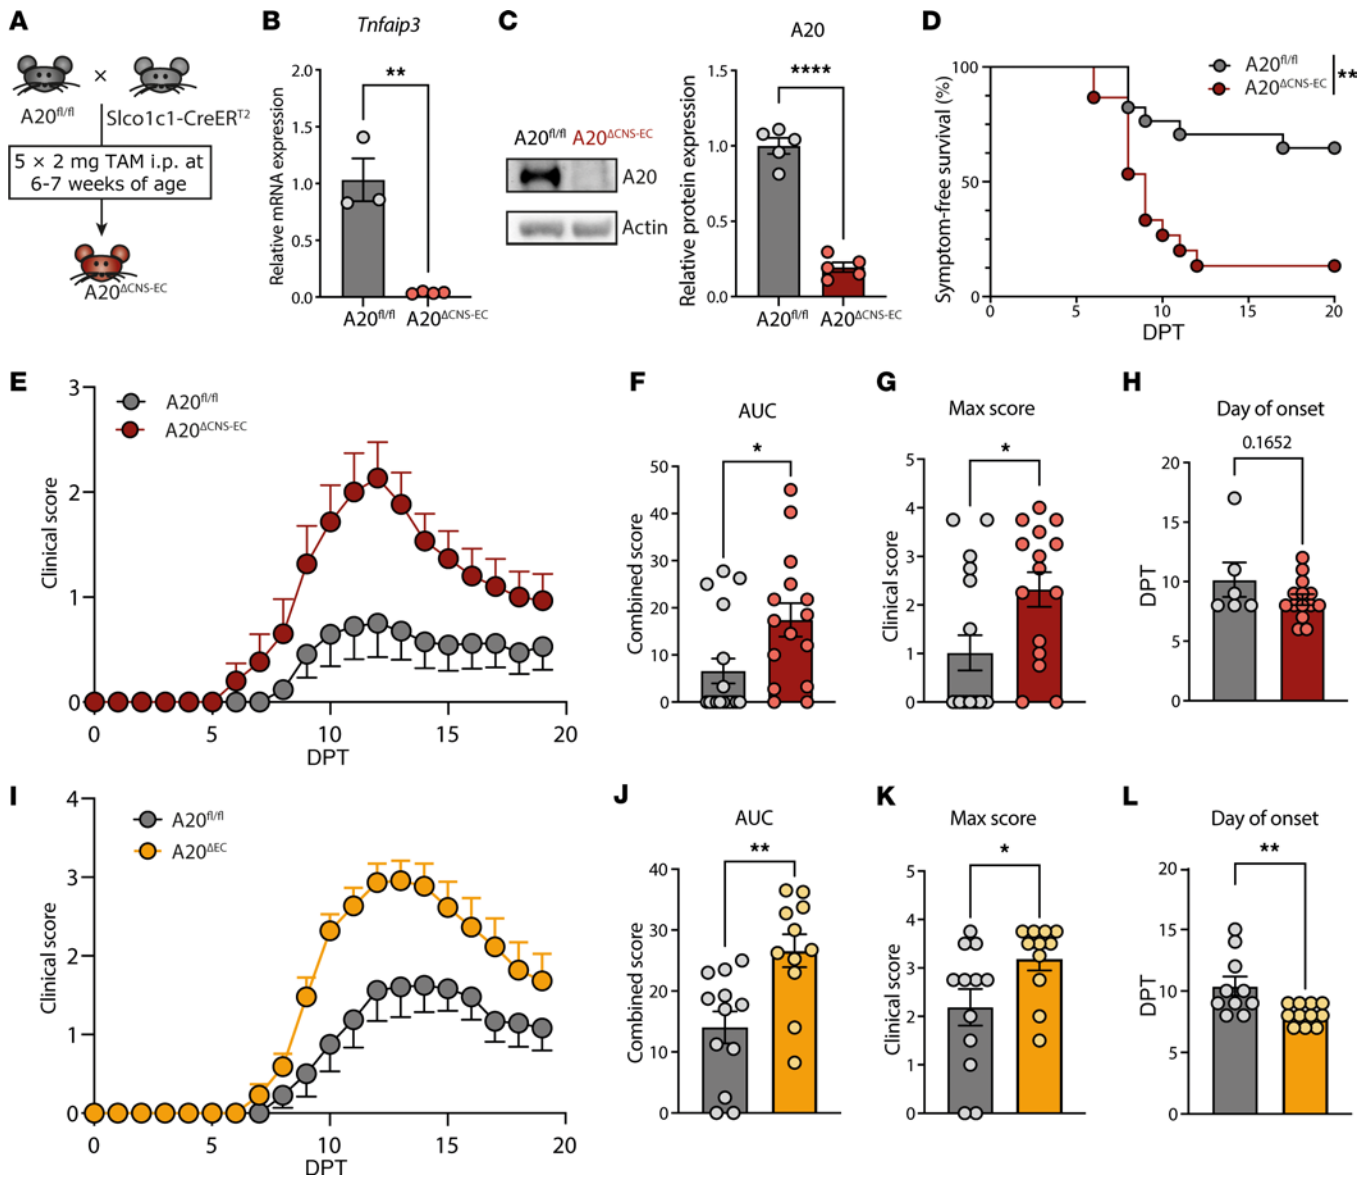 A
A20fl/fl
×
Slco1c1-CreERT2
5 × 2 mg TAM i.p. at
6-7 weeks of age
A20ΔCNS-EC
B
Tnfaip3
**
Relative mRNA expression
2.0
1.5
1.0
0.5
0.0
A20fl/fl
A20ΔCNS-EC
C
A20fl/fl A20ΔCNS-EC
A20
Actin
A20
****
Relative protein expression
1.5
1.0
0.5
0.0
A20fl/fl
A20ΔCNS-EC
D
A20fl/fl
A20ΔCNS-EC
**
Symptom-free survival (%)
100
50
0
0 5 10 15 20
DPT
E
A20fl/fl
A20ΔCNS-EC
Clinical score
3
2
1
0
0 5 10 15 20
DPT
F
AUC
*
Combined score
50
40
30
20
10
0
G
Max score
*
Clinical score
5
4
3
2
1
0
H
Day of onset
0.1652
DPT
20
15
10
5
0
I
A20fl/fl
A20ΔEC
Clinical score
4
3
2
1
0
0 5 10 15 20
DPT
J
AUC
**
Combined score
40
30
20
10
0
K
Max score
*
Clinical score
5
4
3
2
1
0
L
Day of onset
**
DPT
20
15
10
5
0